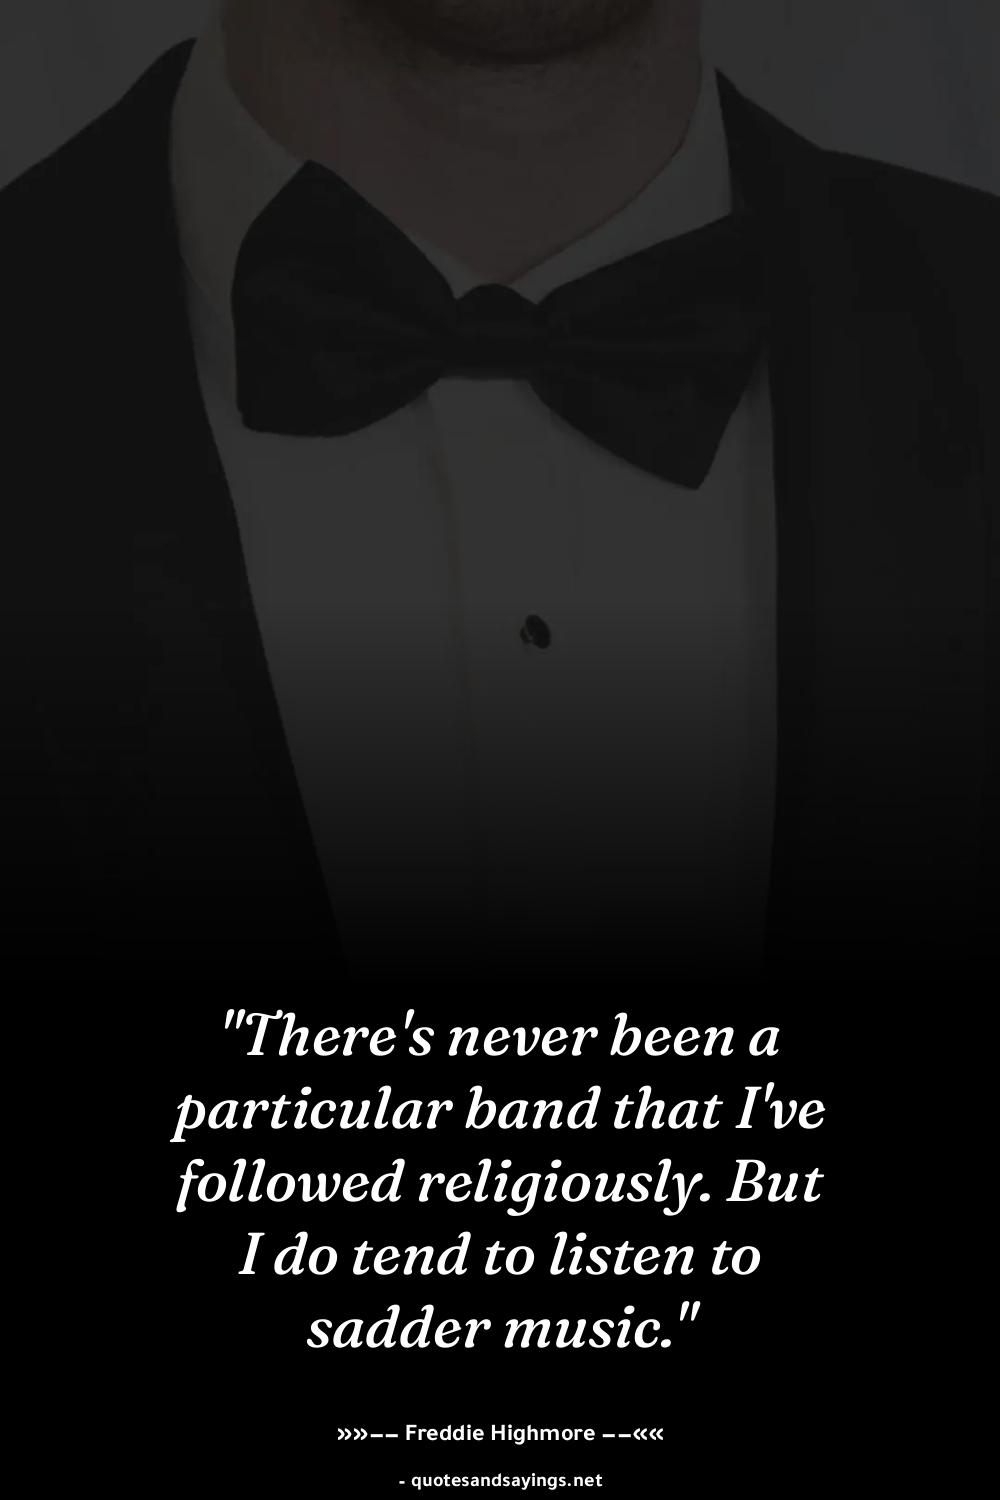 "There's never been a
particular band that I've
followed religiously. But
I do tend to listen to
sadder music."
»»–– Freddie Highmore ––««
- quotesandsayings.net